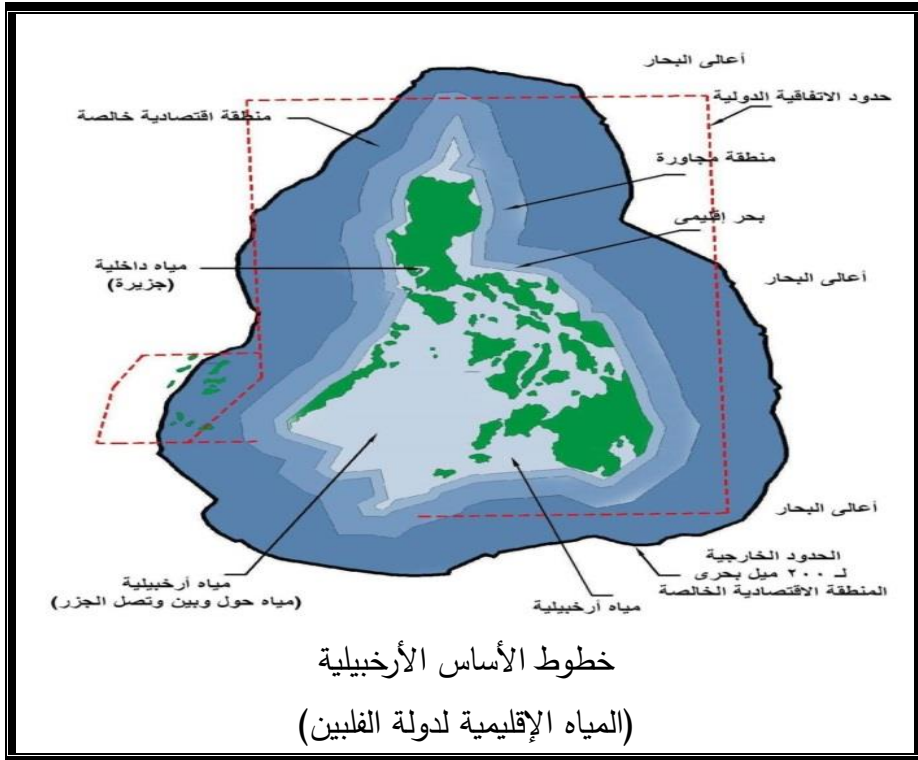 أعالى البحار
حدود الاتفاقية الدولية
منطقة اقتصادية خالصة
منطقة مجاورة
بحر إقليمى
مياه داخلية
(جزيرة)
أعالى البحار
أعالى البحار
الحدود الخارجية
لـ ٢٠٠ ميل بحرى
المنطقة الاقتصادية الخالصة
مياه أرخبيلية
(مياه حول وبين وتصل الجزر)
مياه أرخبيلية
خطوط الأساس الأرخبيلية
(المياه الإقليمية لدولة الفلبين)